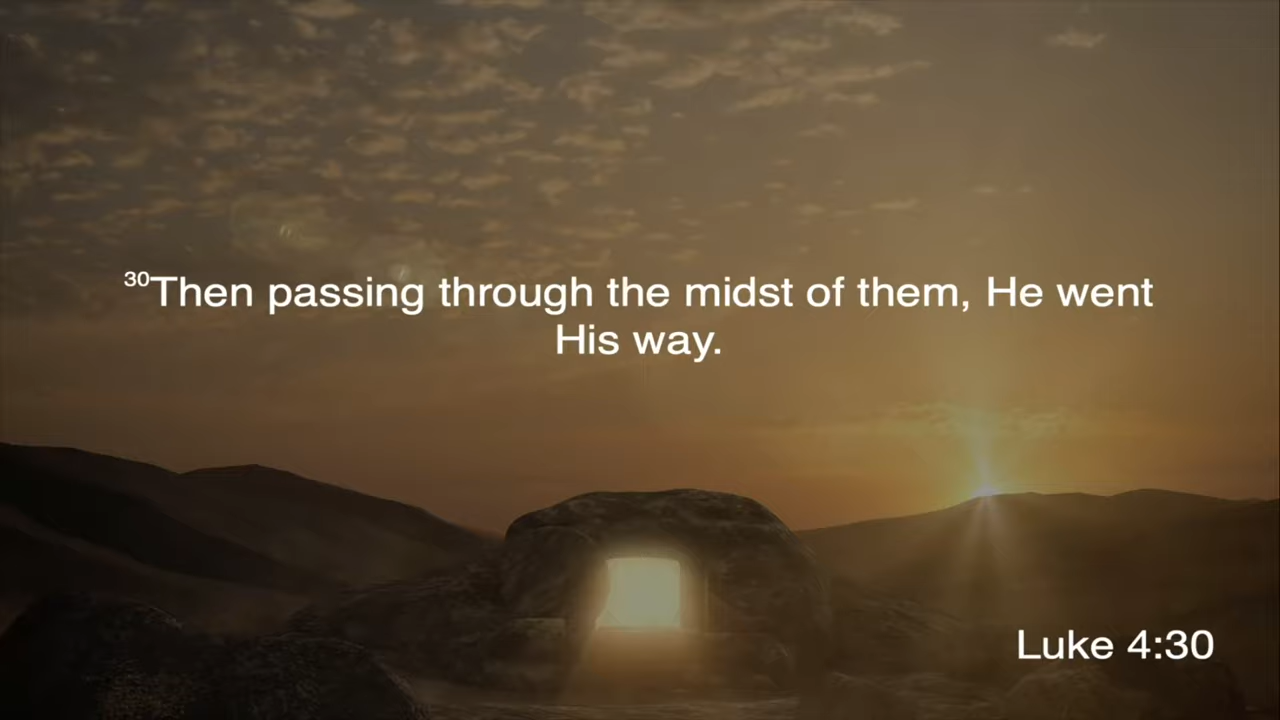 30Then passing through the midst of them, He went
His way.
Luke 4:30